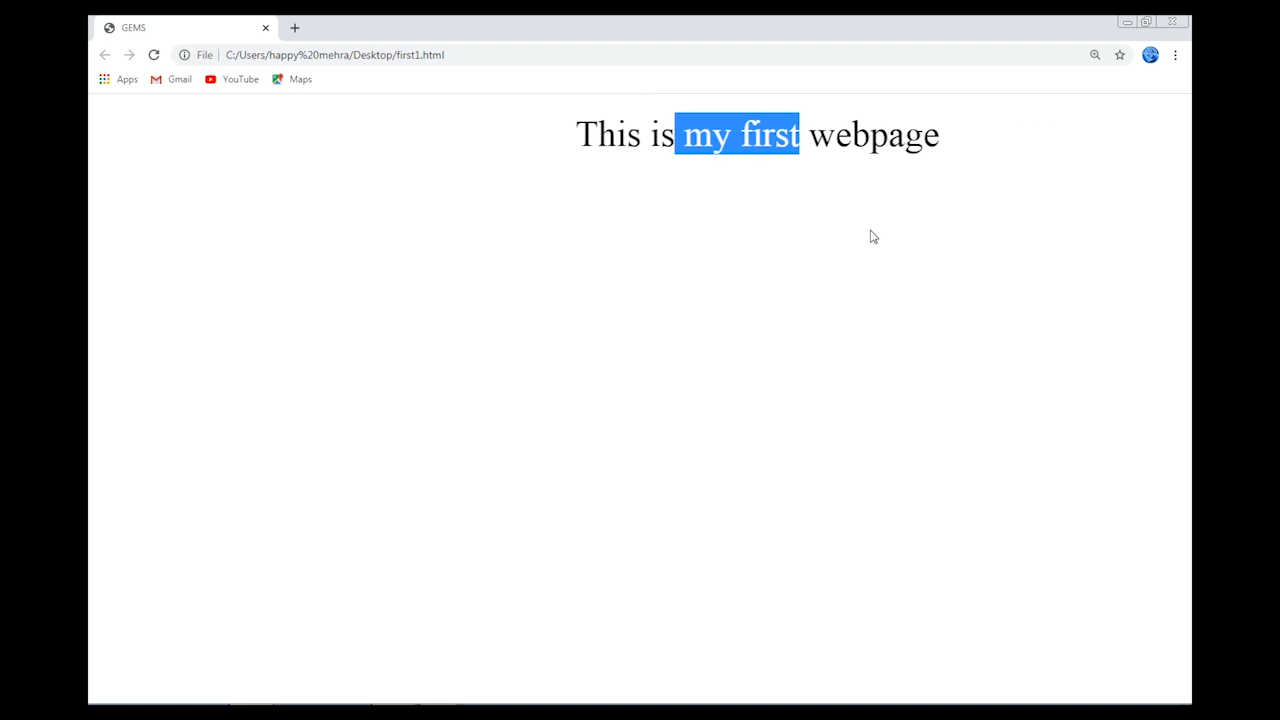 GEMS
File C:/Users/happy%20mehra/Desktop/first1.html
Apps Gmail YouTube Maps
This is my first webpage